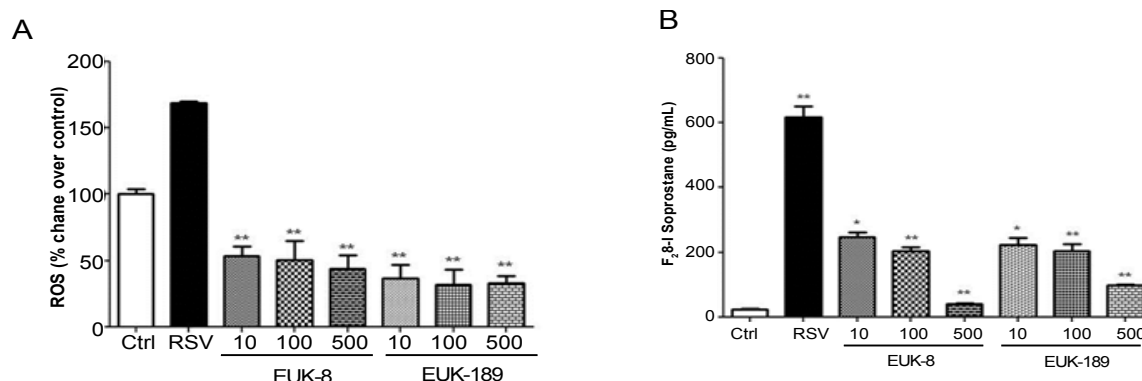 A
ROS (% chane over control)
200
150
100
50
0
** ** ** ** ** **
Ctrl RSV 10 100 500 10 100 500
EUK-8 EUK-189
B
F2 8-I Soprostane (pg/mL)
800
600
400
200
0
** * ** ** * ** **
Ctrl RSV 10 100 500 10 100 500
EUK-8 EUK-189